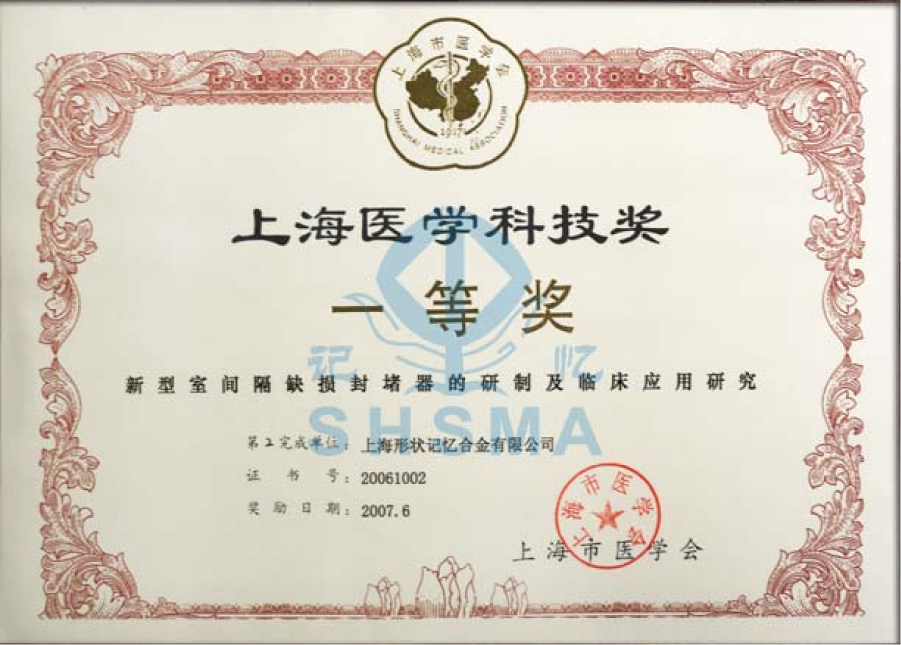 上海市医学会
SHANGHAI MEDICAL ASSOCIATION
1917
上海医学科技奖
一等奖
记忆
新型室间隔缺损封堵器的研制及临床应用研究
SHSMA
第2完成单位：上海形状记忆合金有限公司
证书号：20061002
奖励日期：2007.6
上海市医学会
上海市医学会